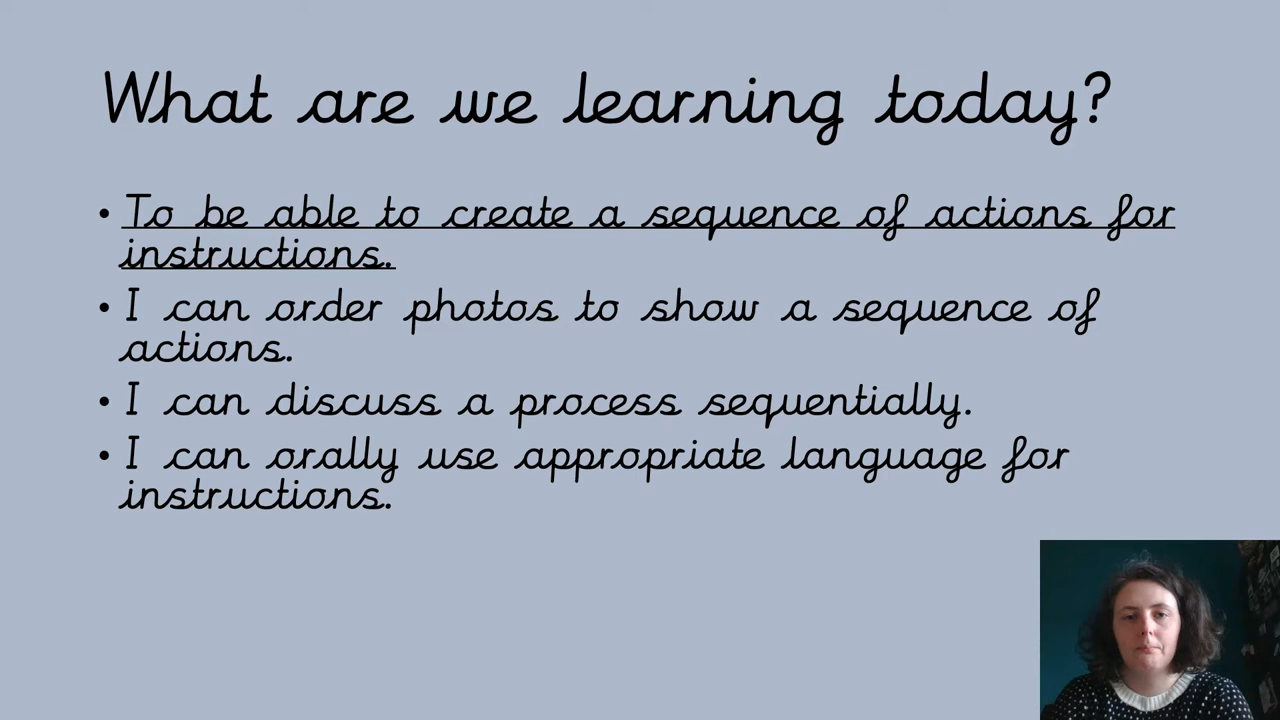 What are we learning today?
• To be able to create a sequence of actions for
instructions.
• I can order photos to show a sequence of
actions.
• I can discuss a process sequentially.
• I can orally use appropriate language for
instructions.